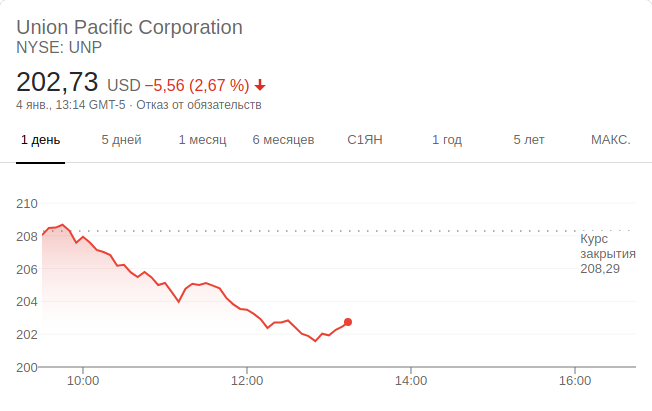 Union Pacific Corporation
NYSE: UNP
202,73 USD −5,56 (2,67 %)
4 янв., 13:14 GMT-5 · Отказ от обязательств
1 день 5 дней 1 месяц 6 месяцев С1ЯН 1 год 5 лет МАКС.
210
208
206
204
202
200
Курс
закрытия
208,29
10:00 12:00 14:00 16:00